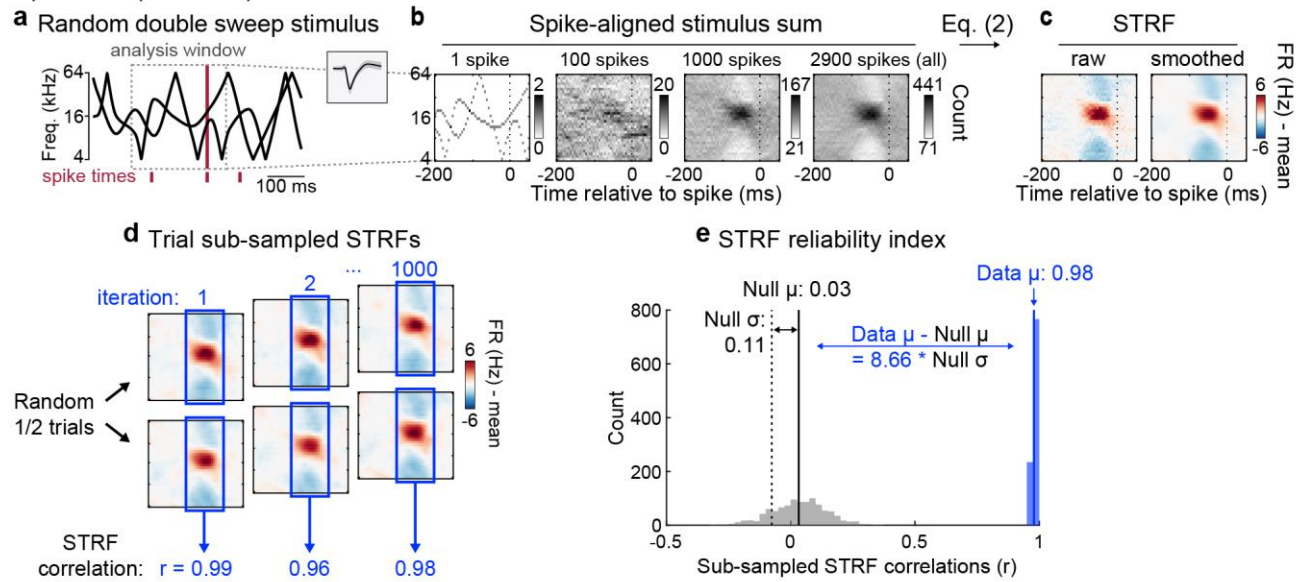 a Random double sweep stimulus
analysis window
Freq. (kHz)
64
16
4
spike times
100 ms
b Spike-aligned stimulus sum
Eq. (2)
1 spike
100 spikes
1000 spikes
2900 spikes (all)
64
16
4
2
0
20
0
167
21
441
71
Count
-200 0
-200 0
-200 0
-200 0
Time relative to spike (ms)
c STRF
raw
smoothed
6
-6
FR (Hz) - mean
-200 0
-200 0
Time relative to spike (ms)
d Trial sub-sampled STRFs
iteration: 1 2 ... 1000
Random
1/2 trials
6
-6
FR (Hz) - mean
STRF
correlation: r = 0.99 0.96 0.98
e STRF reliability index
Data μ: 0.98
Null μ: 0.03
Null σ:
0.11
Data μ - Null μ
= 8.66 * Null σ
Count
800
600
400
200
0
-0.5 0 0.5 1
Sub-sampled STRF correlations (r)